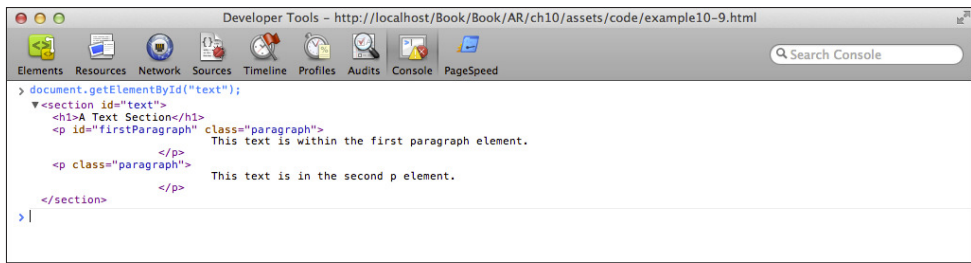 Developer Tools - http://localhost/Book/Book/AR/ch10/assets/code/example10-9.html
Elements Resources Network Sources Timeline Profiles Audits Console PageSpeed
Search Console
> document.getElementById("text");
▼<section id="text">
<h1>A Text Section</h1>
<p id="firstParagraph" class="paragraph">
This text is within the first paragraph element.
</p>
<p class="paragraph">
This text is in the second p element.
</p>
</section>
>